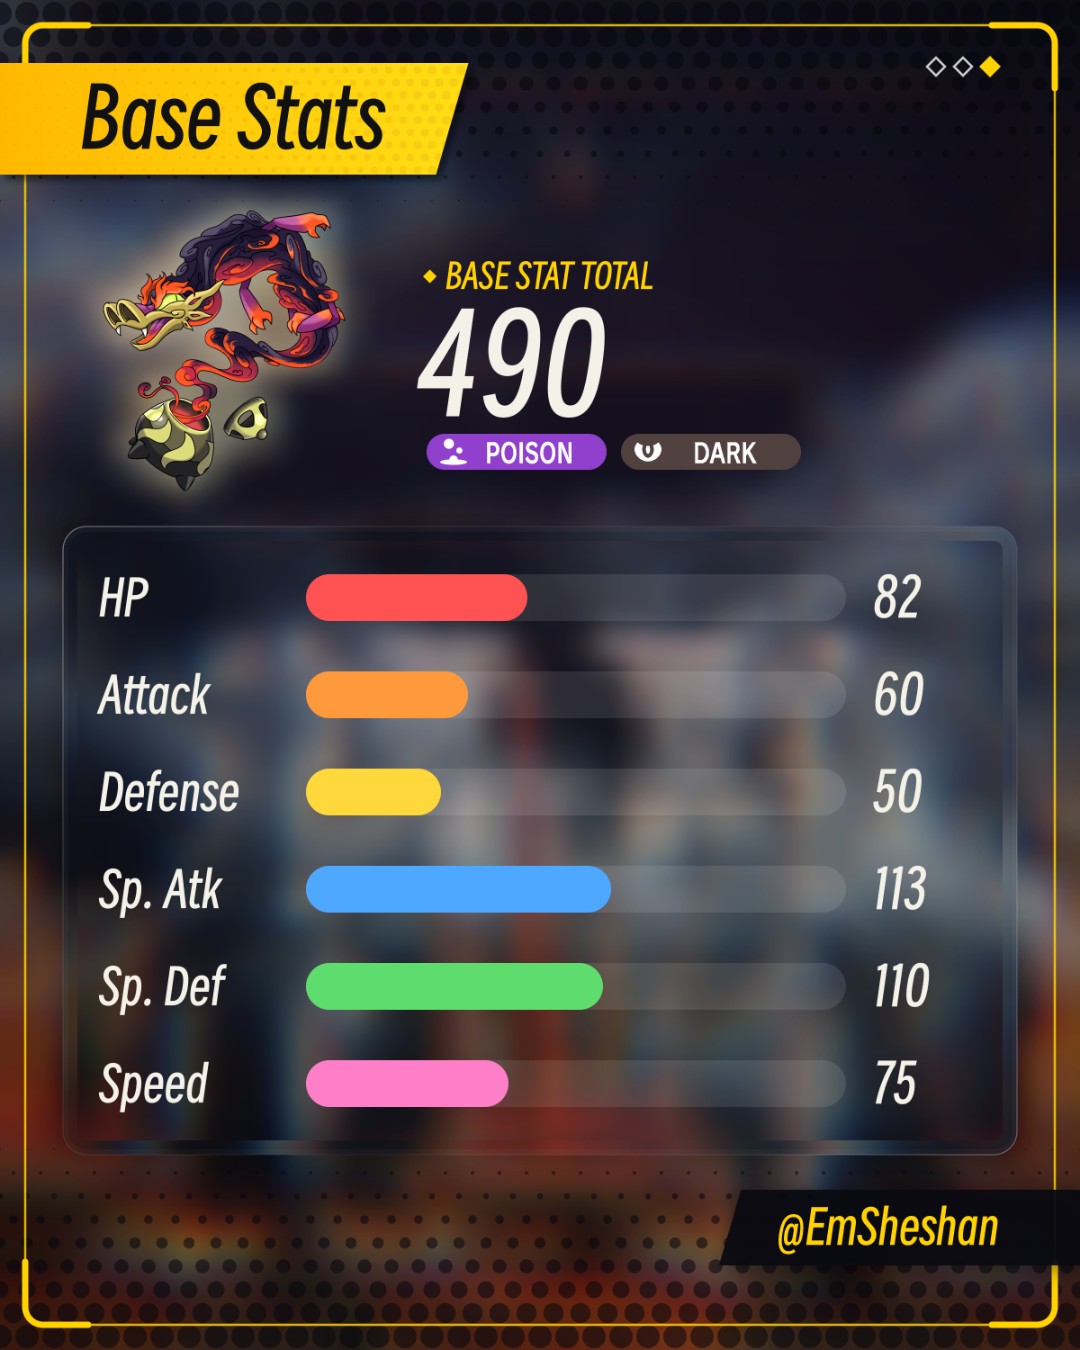 Base Stats
BASE STAT TOTAL
490
POISON DARK
HP 82
Attack 60
Defense 50
Sp. Atk 113
Sp. Def 110
Speed 75
@EmSheshan